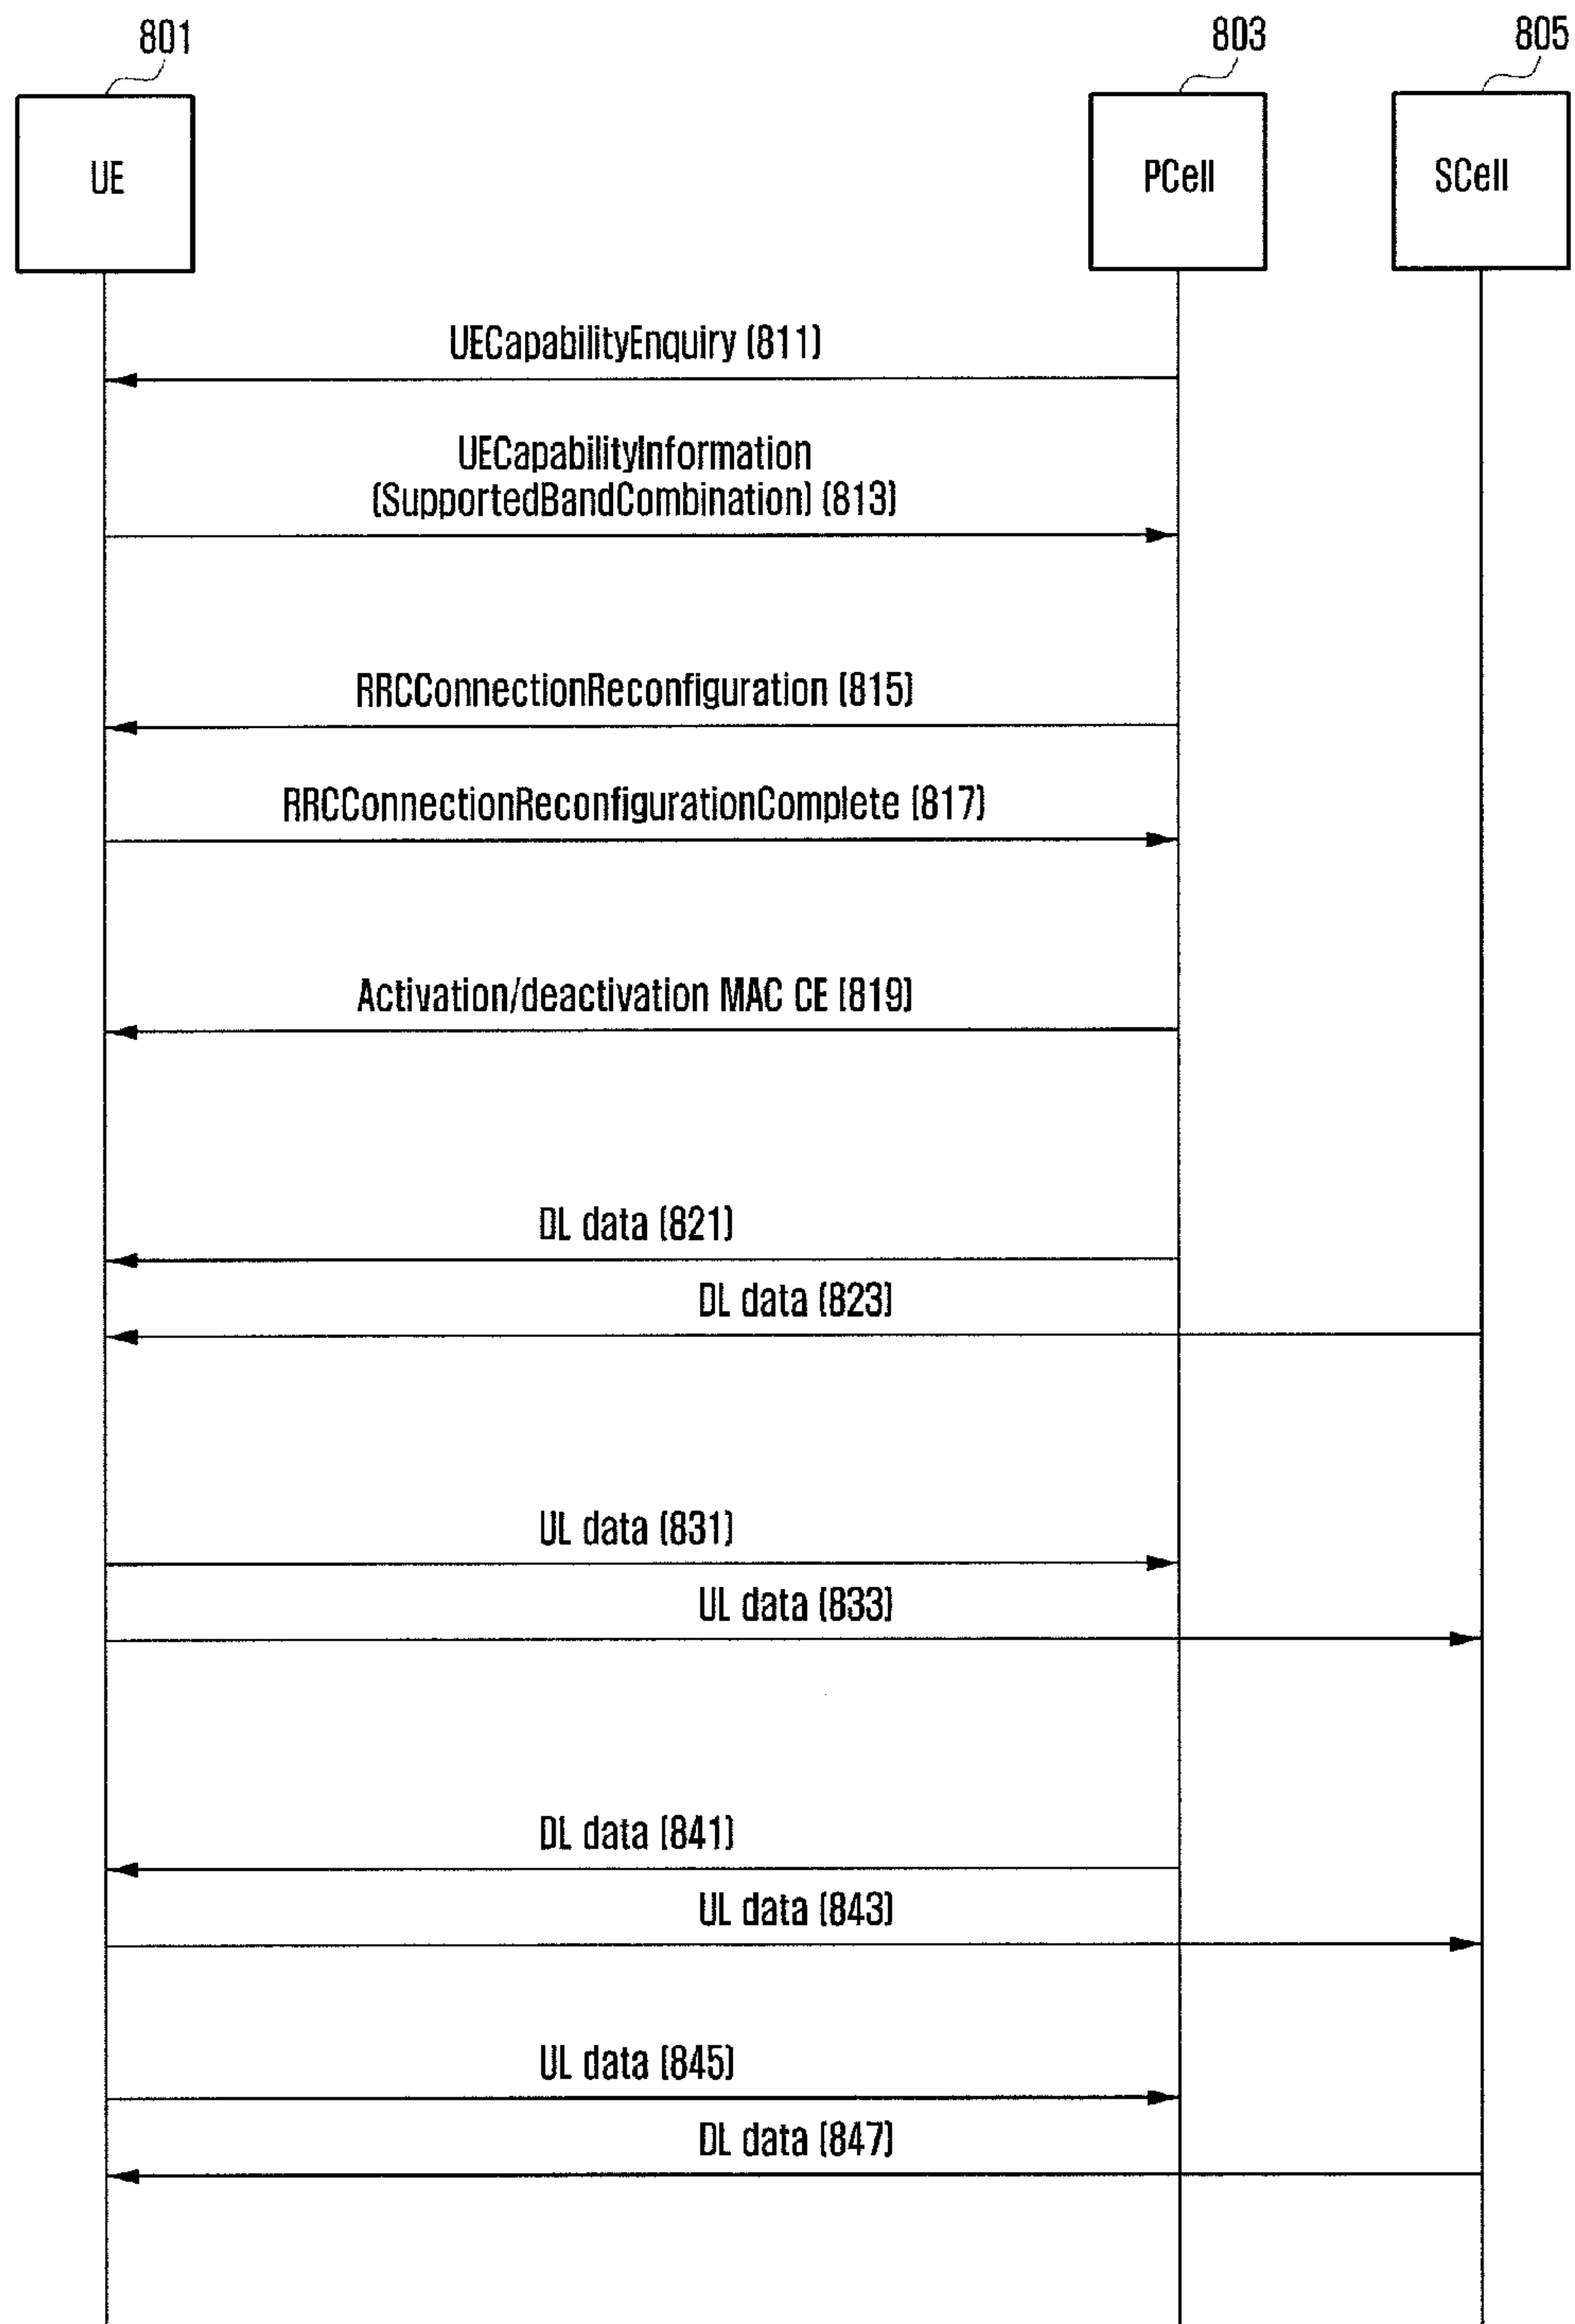 801
803
805
UE
PCell
SCell
UECapabilityEnquiry (811)
UECapabilityInformation
(SupportedBandCombination) (813)
RRCConnectionReconfiguration (815)
RRCConnectionReconfigurationComplete (817)
Activation/deactivation MAC CE (819)
DL data (821)
DL data (823)
UL data (831)
UL data (833)
DL data (841)
UL data (843)
UL data (845)
DL data (847)